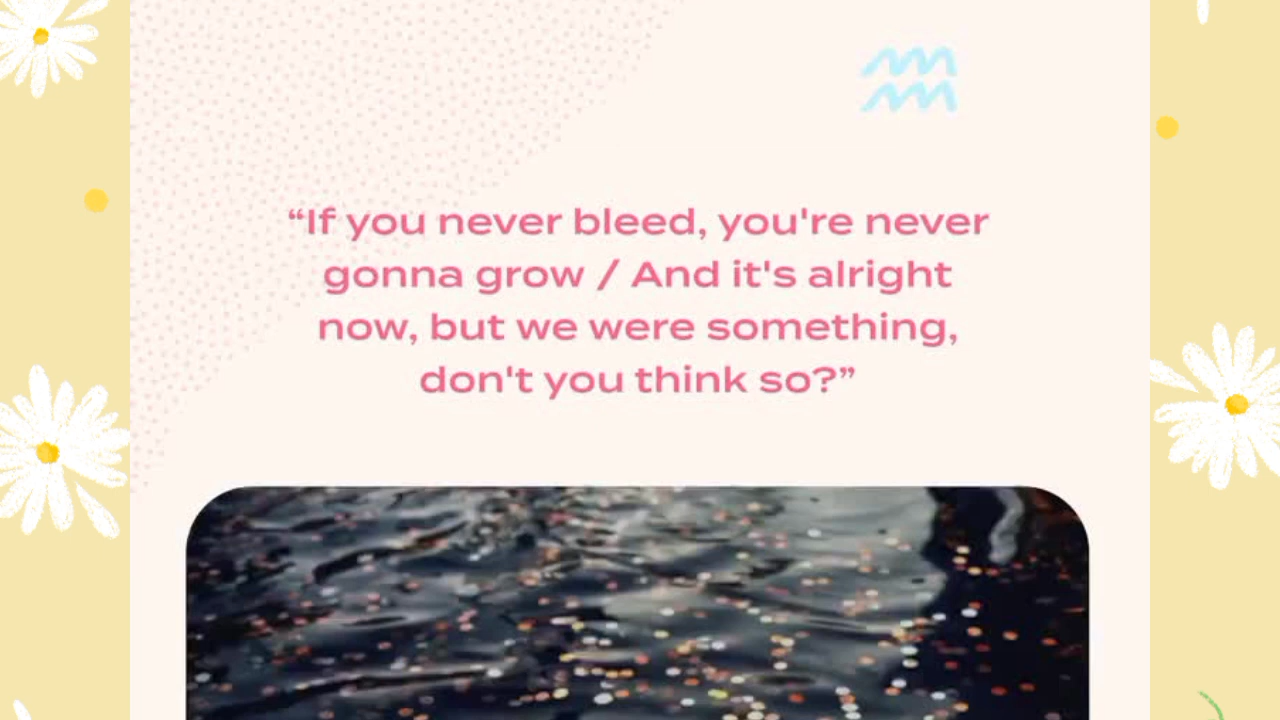 “If you never bleed, you're never
gonna grow / And it's alright
now, but we were something,
don't you think so?”